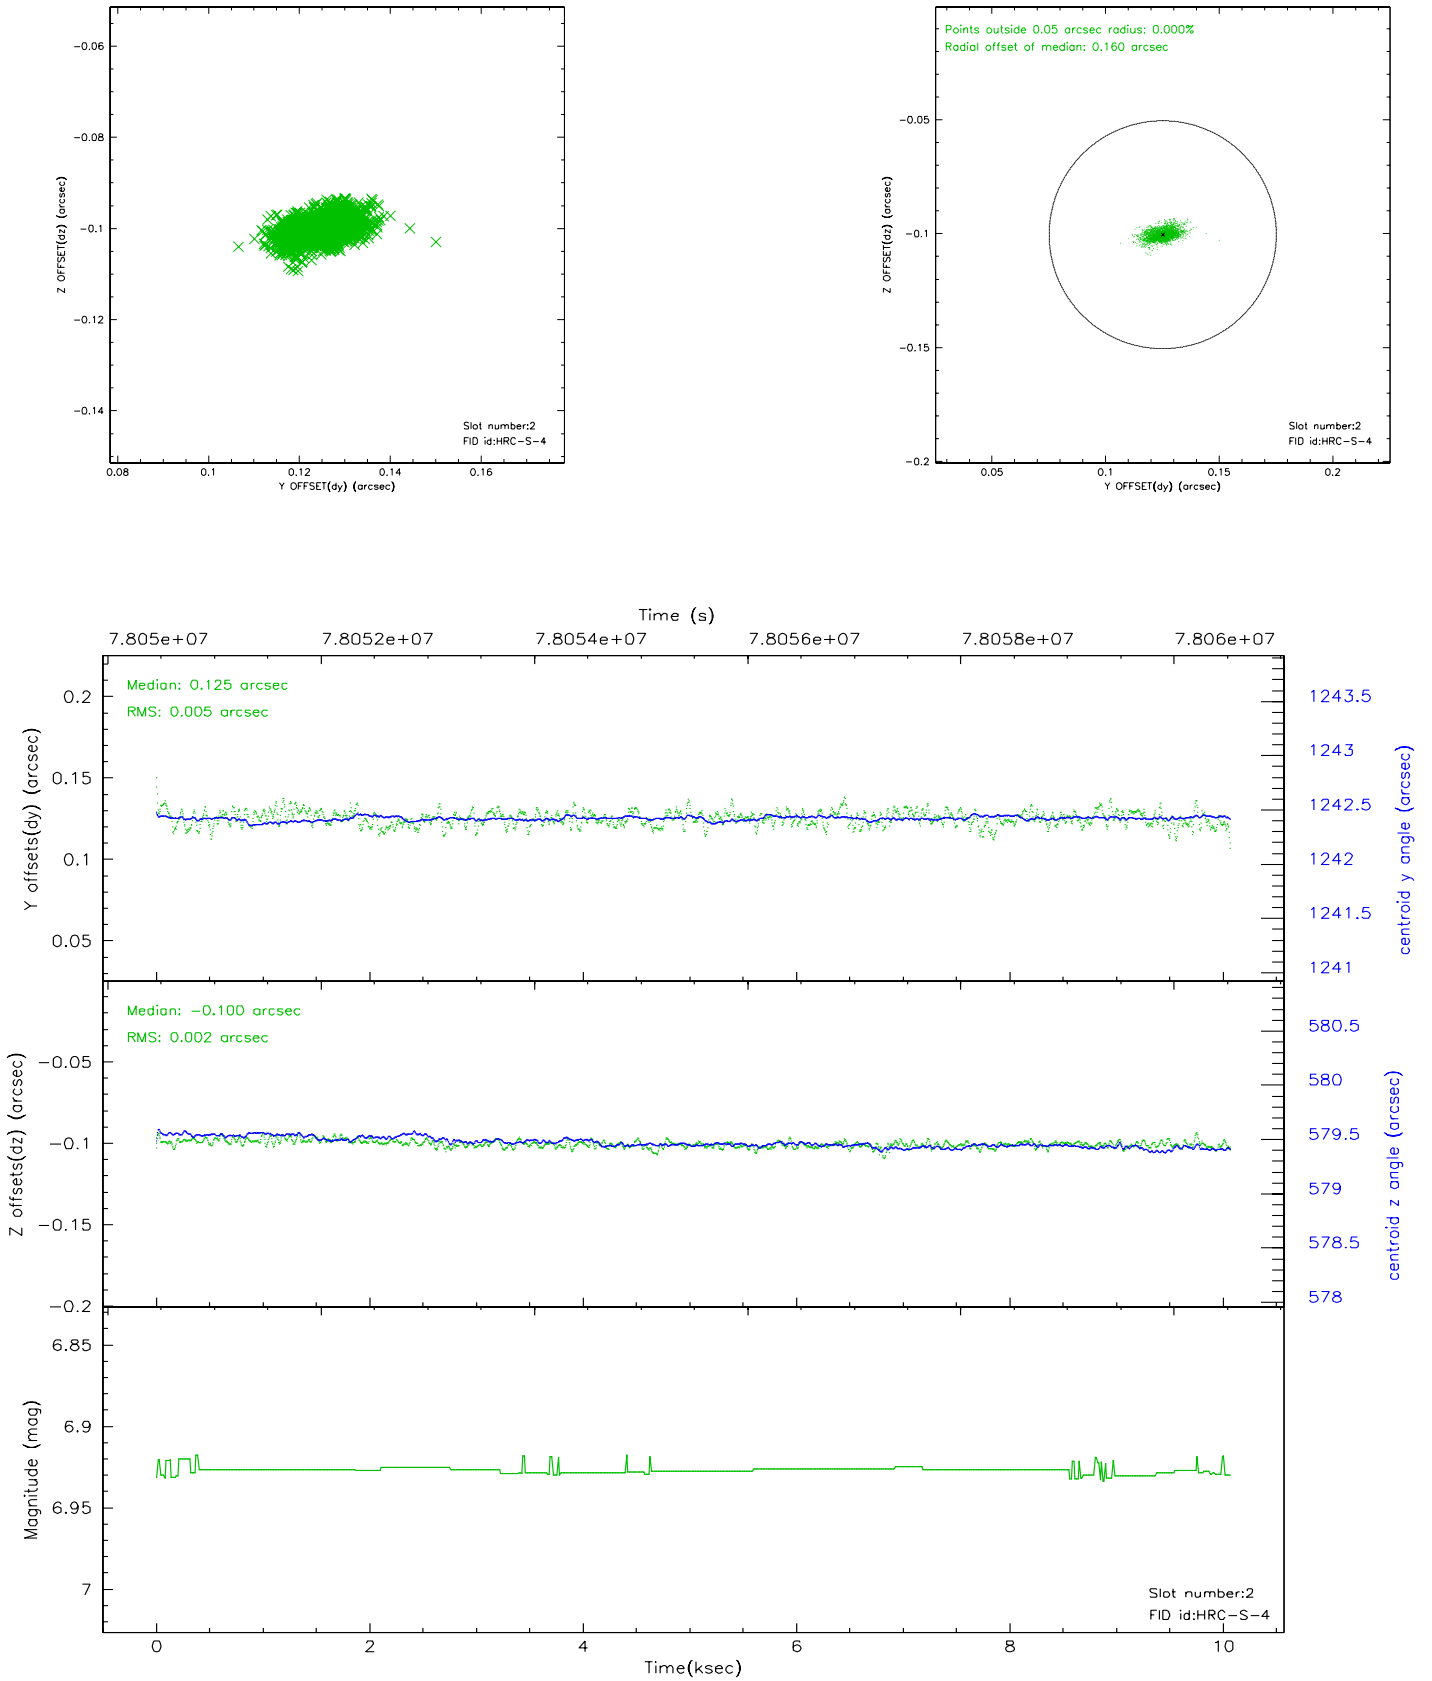 −0.06
−0.08
−0.1
−0.12
−0.14
Z OFFSET(dz) (arcsec)
Slot number:2
FID id:HRC−S−4
0.08 0.1 0.12 0.14 0.16
Y OFFSET(dy) (arcsec)
Points outside 0.05 arcsec radius: 0.000%
Radial offset of median: 0.160 arcsec
−0.05
−0.1
−0.15
−0.2
Z OFFSET(dz) (arcsec)
Slot number:2
FID id:HRC−S−4
0.05 0.1 0.15 0.2
Y OFFSET(dy) (arcsec)
Time (s)
7.805e+07 7.8052e+07 7.8054e+07 7.8056e+07 7.8058e+07 7.806e+07
Median: 0.125 arcsec
RMS: 0.005 arcsec
0.2
0.15
0.1
0.05
Y offsets(dy) (arcsec)
1243.5
1243
1242.5
1242
1241.5
1241
centroid y angle (arcsec)
Median: −0.100 arcsec
RMS: 0.002 arcsec
−0.05
−0.1
−0.15
−0.2
Z offsets(dz) (arcsec)
580.5
580
579.5
579
578.5
578
centroid z angle (arcsec)
6.85
6.9
6.95
7
Magnitude (mag)
Slot number:2
FID id:HRC−S−4
0 2 4 6 8 10
Time(ksec)